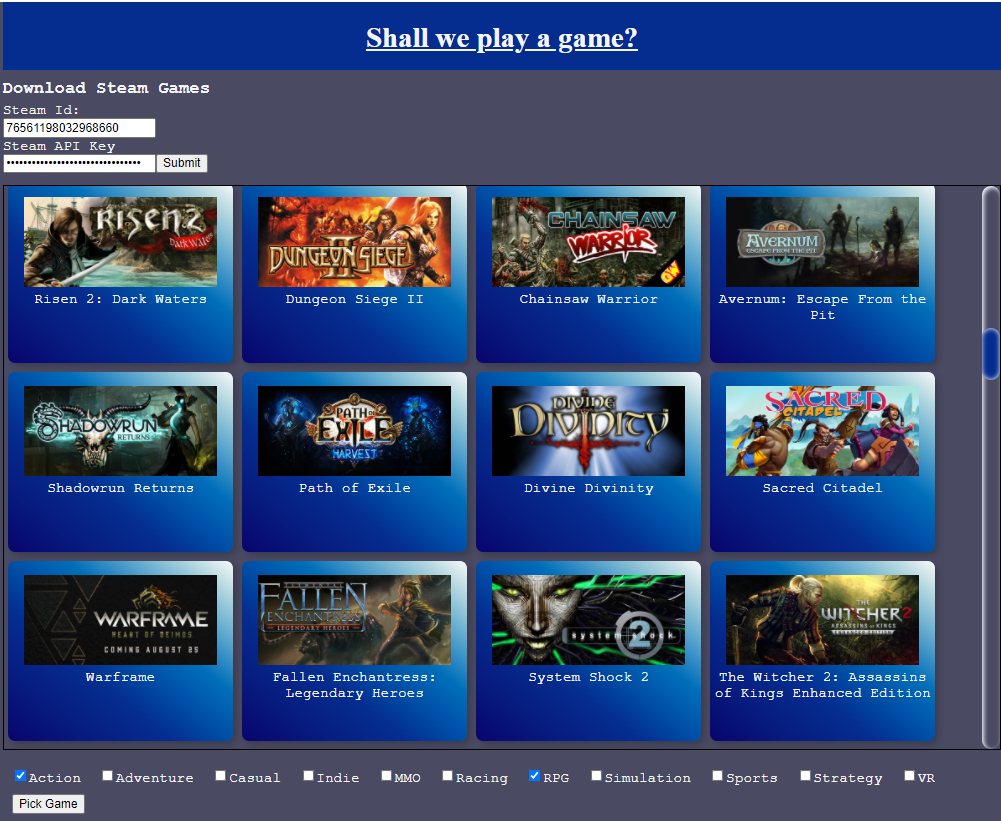 Shall we play a game?
Download Steam Games
Steam Id:
76561198032968660
Steam API Key
•••••••••••••••••••••••••••••••• Submit
RISEN 2 DARK WATERS
DUNGEON SIEGE II
CHAINSAW WARRIOR GW
AVERNUM ESCAPE FROM THE PIT
Risen 2: Dark Waters
Dungeon Siege II
Chainsaw Warrior
Avernum: Escape From the
Pit
SHADOWRUN RETURNS
PATH OF EXILE HARVEST
DIVINE DIVINITY
SACRED CITADEL
Shadowrun Returns
Path of Exile
Divine Divinity
Sacred Citadel
WARFRAME
HEART OF DEIMOS
COMING AUGUST 25
FALLEN ENCHANTRESS LEGENDARY HEROES
system shock 2
THE WITCHER 2 ASSASSINS OF KINGS ENHANCED EDITION
Warframe
Fallen Enchantress:
Legendary Heroes
System Shock 2
The Witcher 2: Assassins
of Kings Enhanced Edition
Action Adventure Casual Indie MMO Racing RPG Simulation Sports Strategy VR
Pick Game